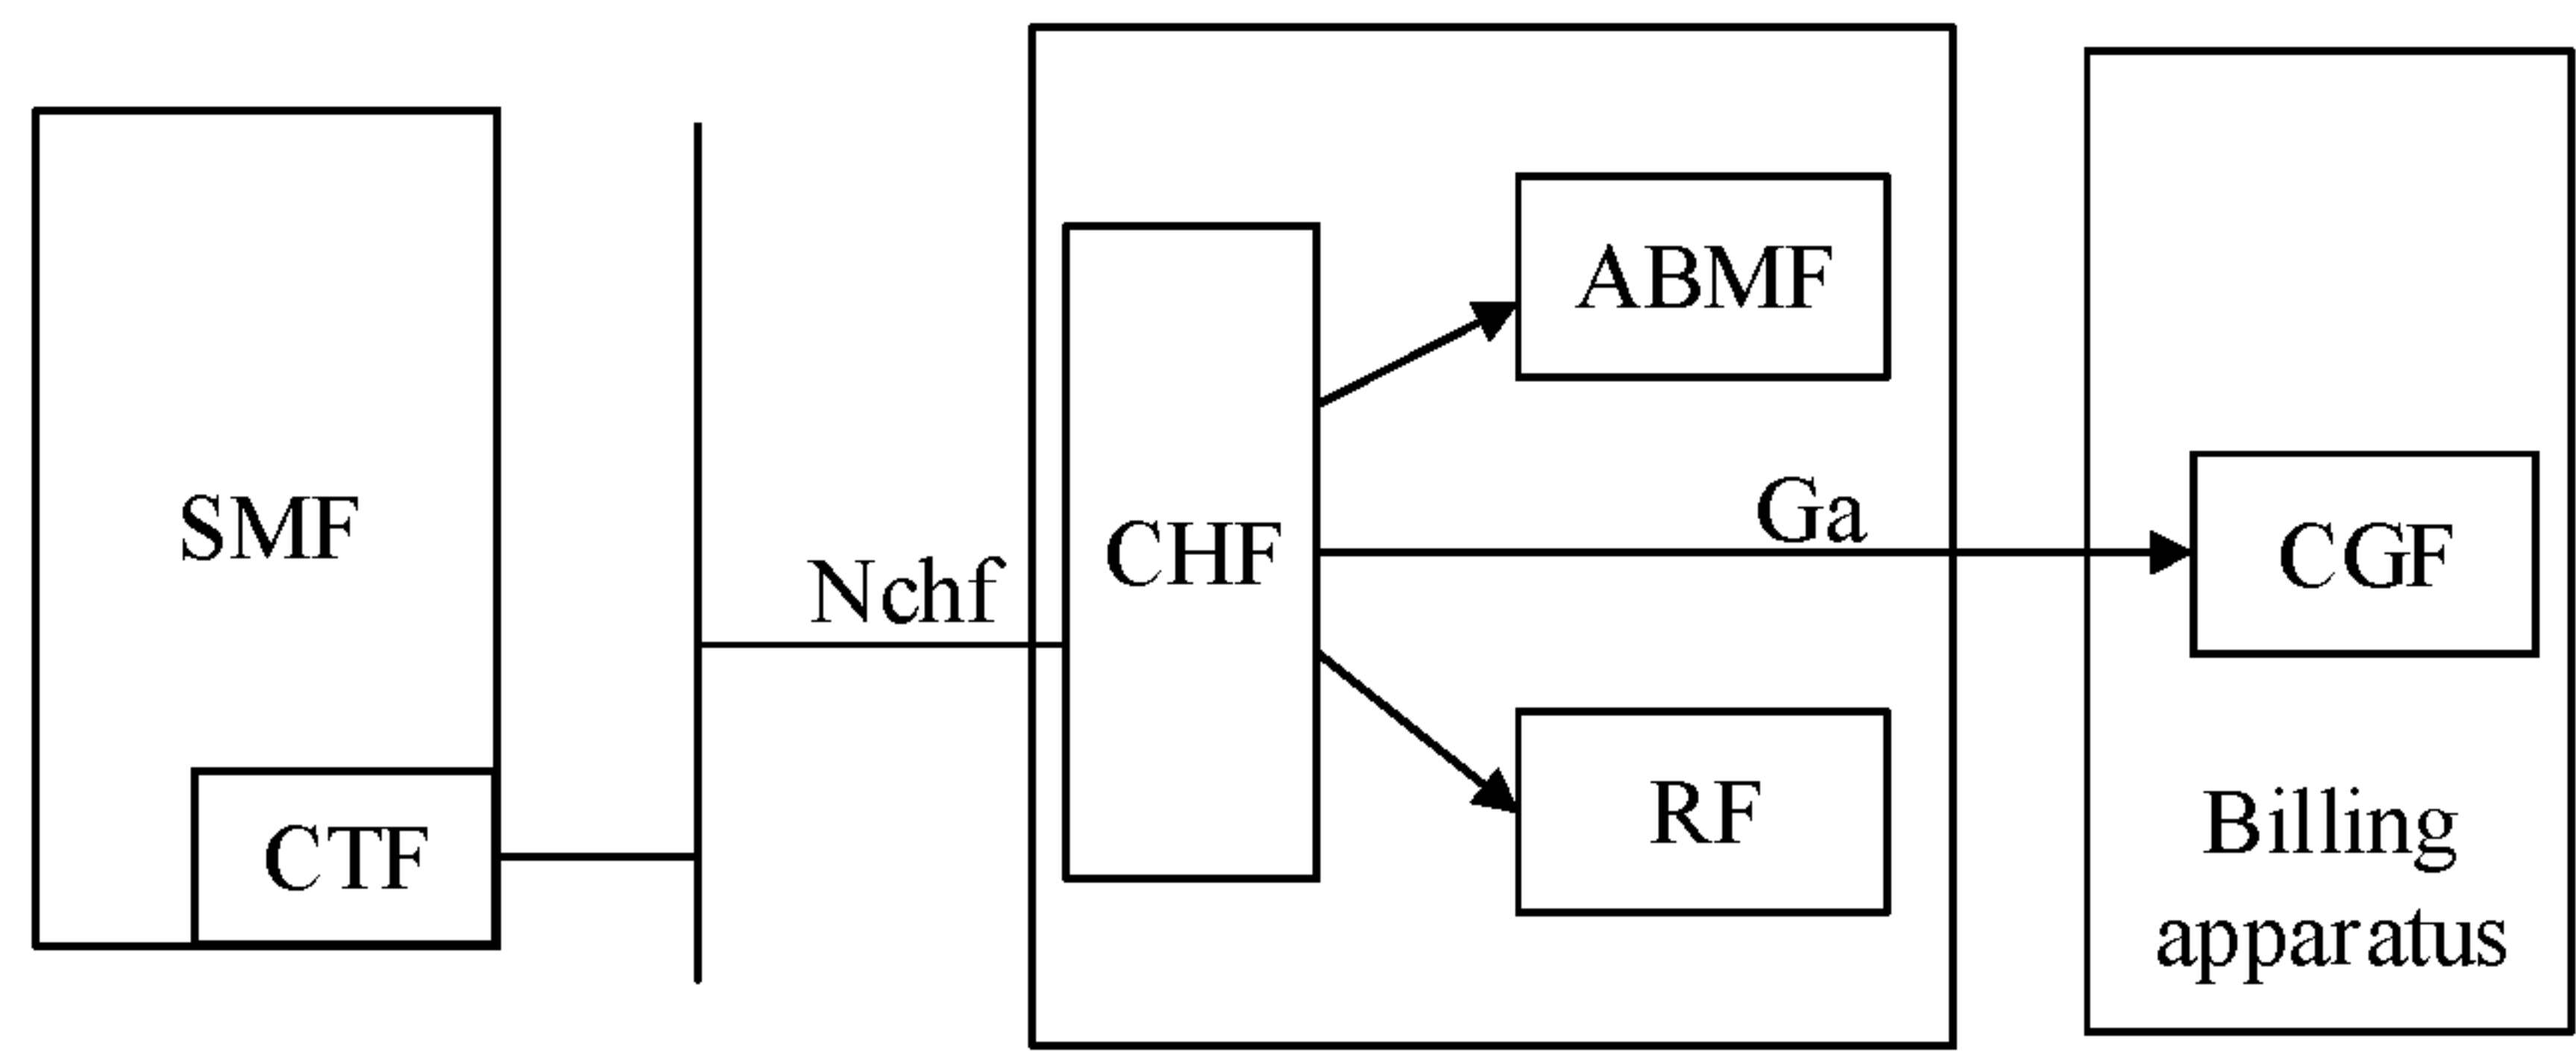 SMF
CTF
Nchf
CHF
ABMF
Ga
RF
CGF
Billing
apparatus